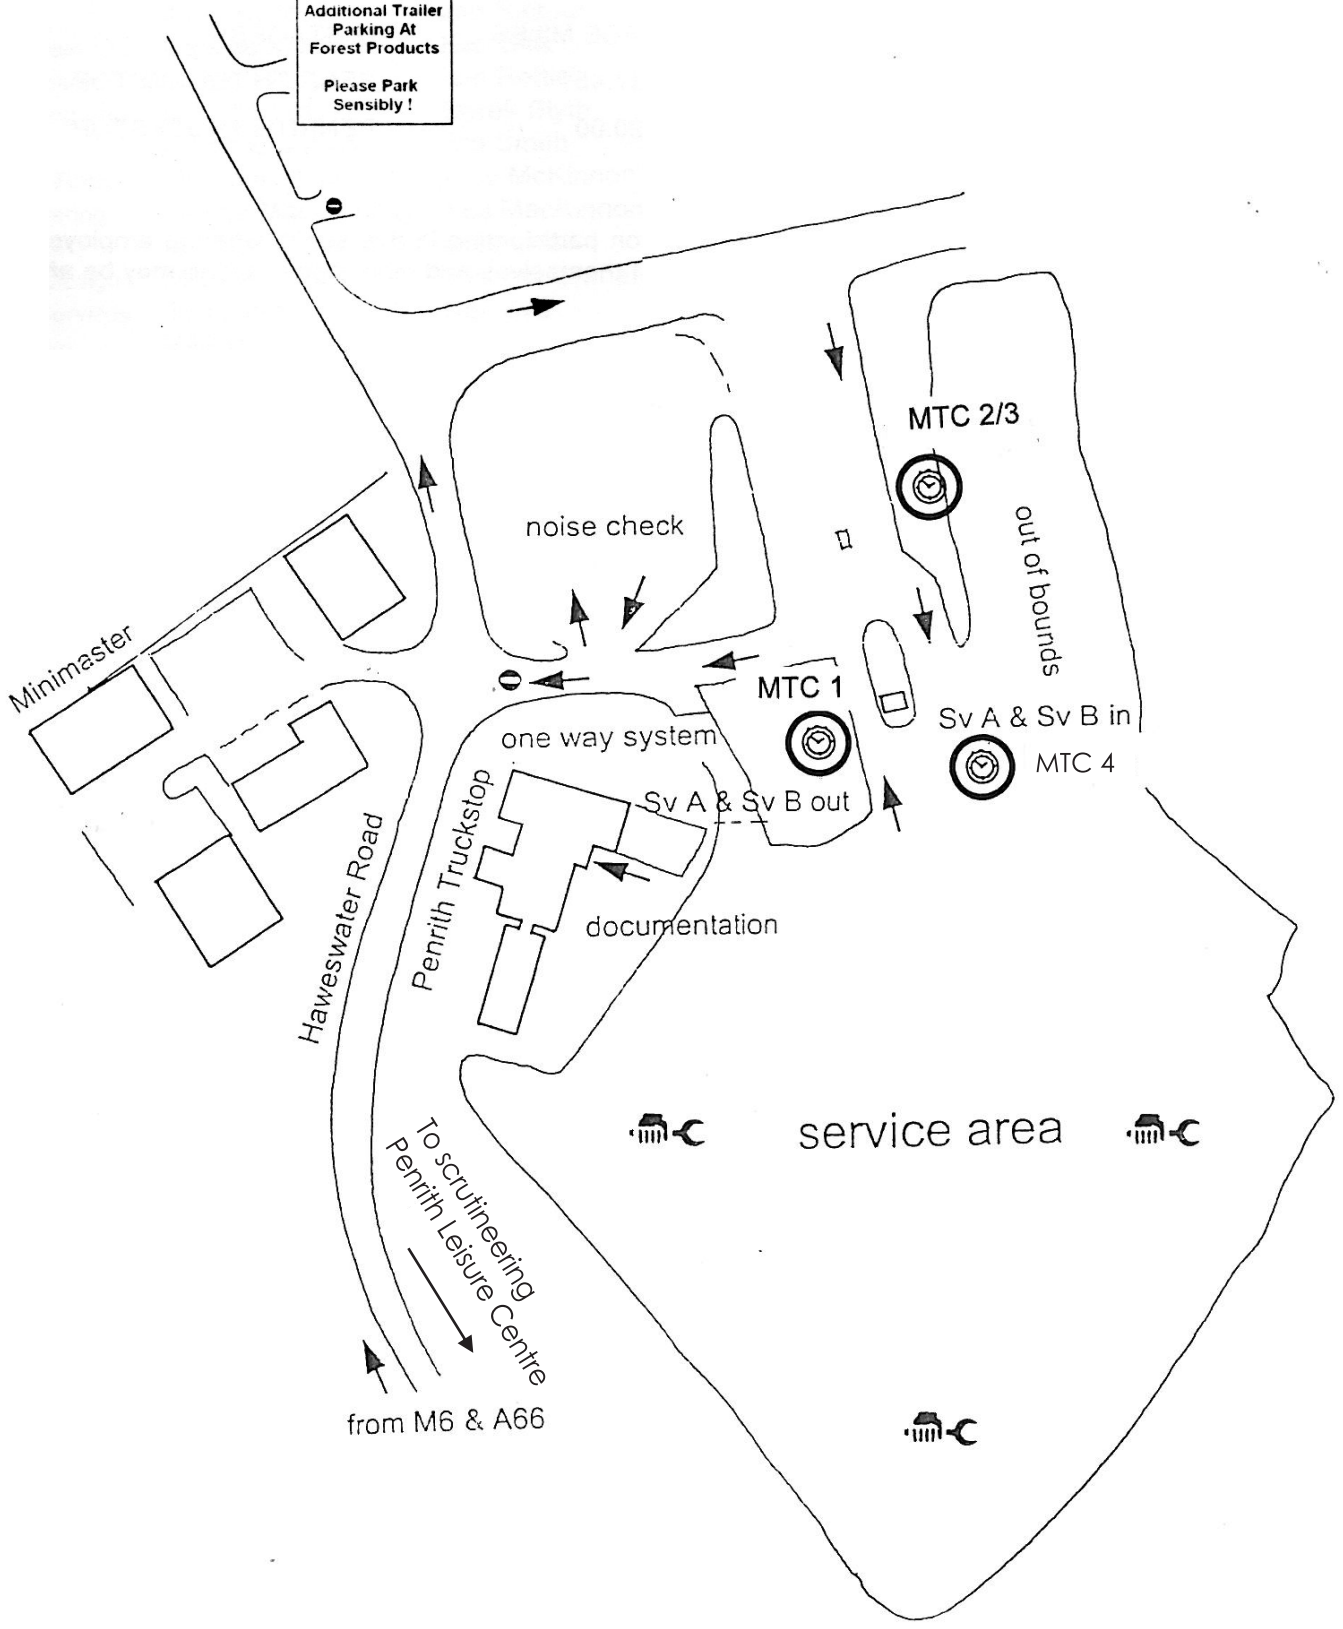 Additional Trailer
Parking At
Forest Products
Please Park
Sensibly !
MTC 2/3
noise check
out of bounds
Minimaster
MTC 1
Sv A & Sv B in
MTC 4
one way system
Sv A & Sv B out
Haweswater Road
Penrith Truckstop
documentation
service area
To scrutineering
Penrith Leisure Centre
from M6 & A66